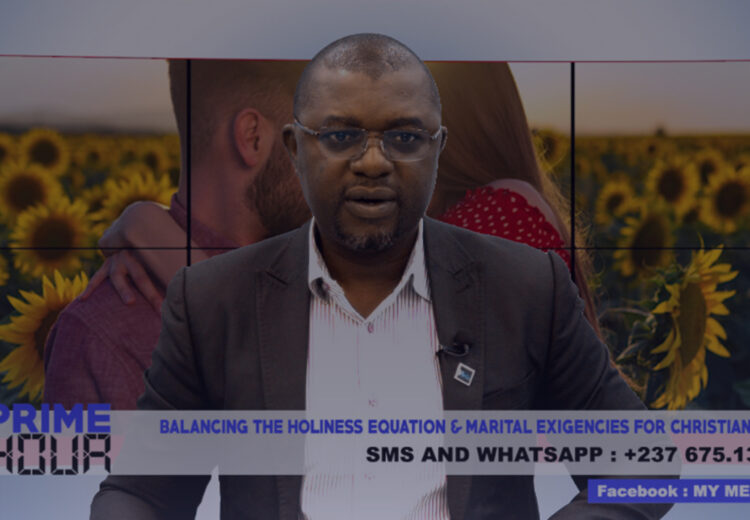 PRIME
HOUR
BALANCING THE HOLINESS EQUATION & MARITAL EXIGENCIES FOR CHRISTIAN
SMS AND WHATSAPP : +237 675.13
Facebook : MY ME